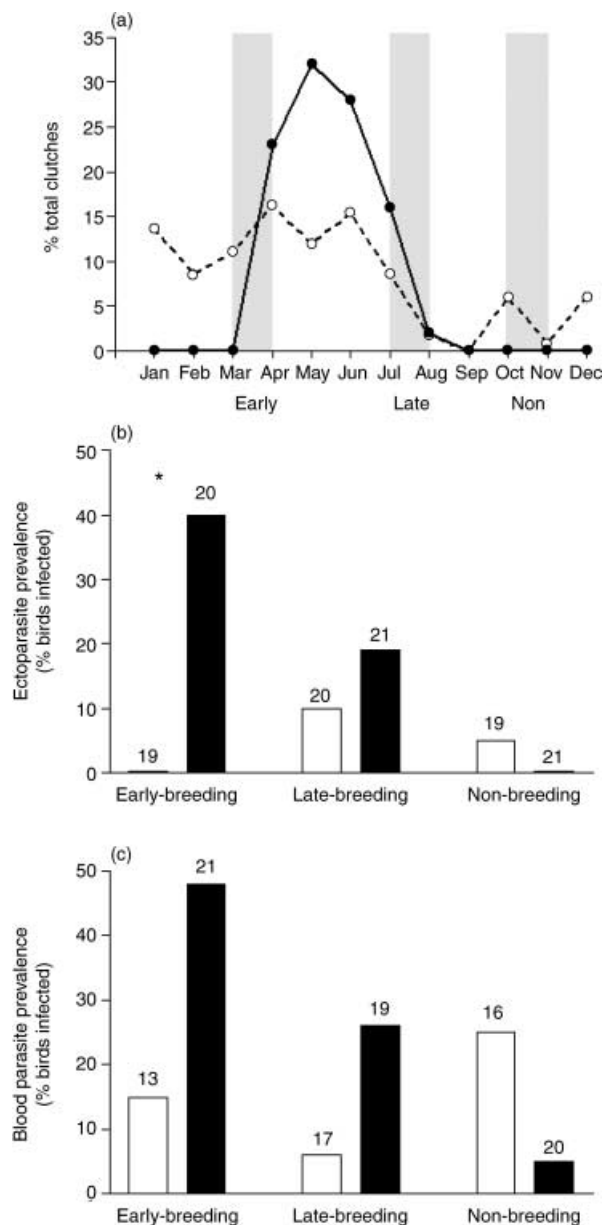 (a)
35
30
25
20
15
10
5
0
% total clutches
Jan Feb Mar Apr May Jun Jul Aug Sep Oct Nov Dec
Early Late Non
(b)
50
40
30
20
10
0
Ectoparasite prevalence
(% birds infected)
*
20
21
20
19
19
21
Early-breeding Late-breeding Non-breeding
(c)
50
40
30
20
10
0
Blood parasite prevalence
(% birds infected)
21
19
16
13
17
20
Early-breeding Late-breeding Non-breeding